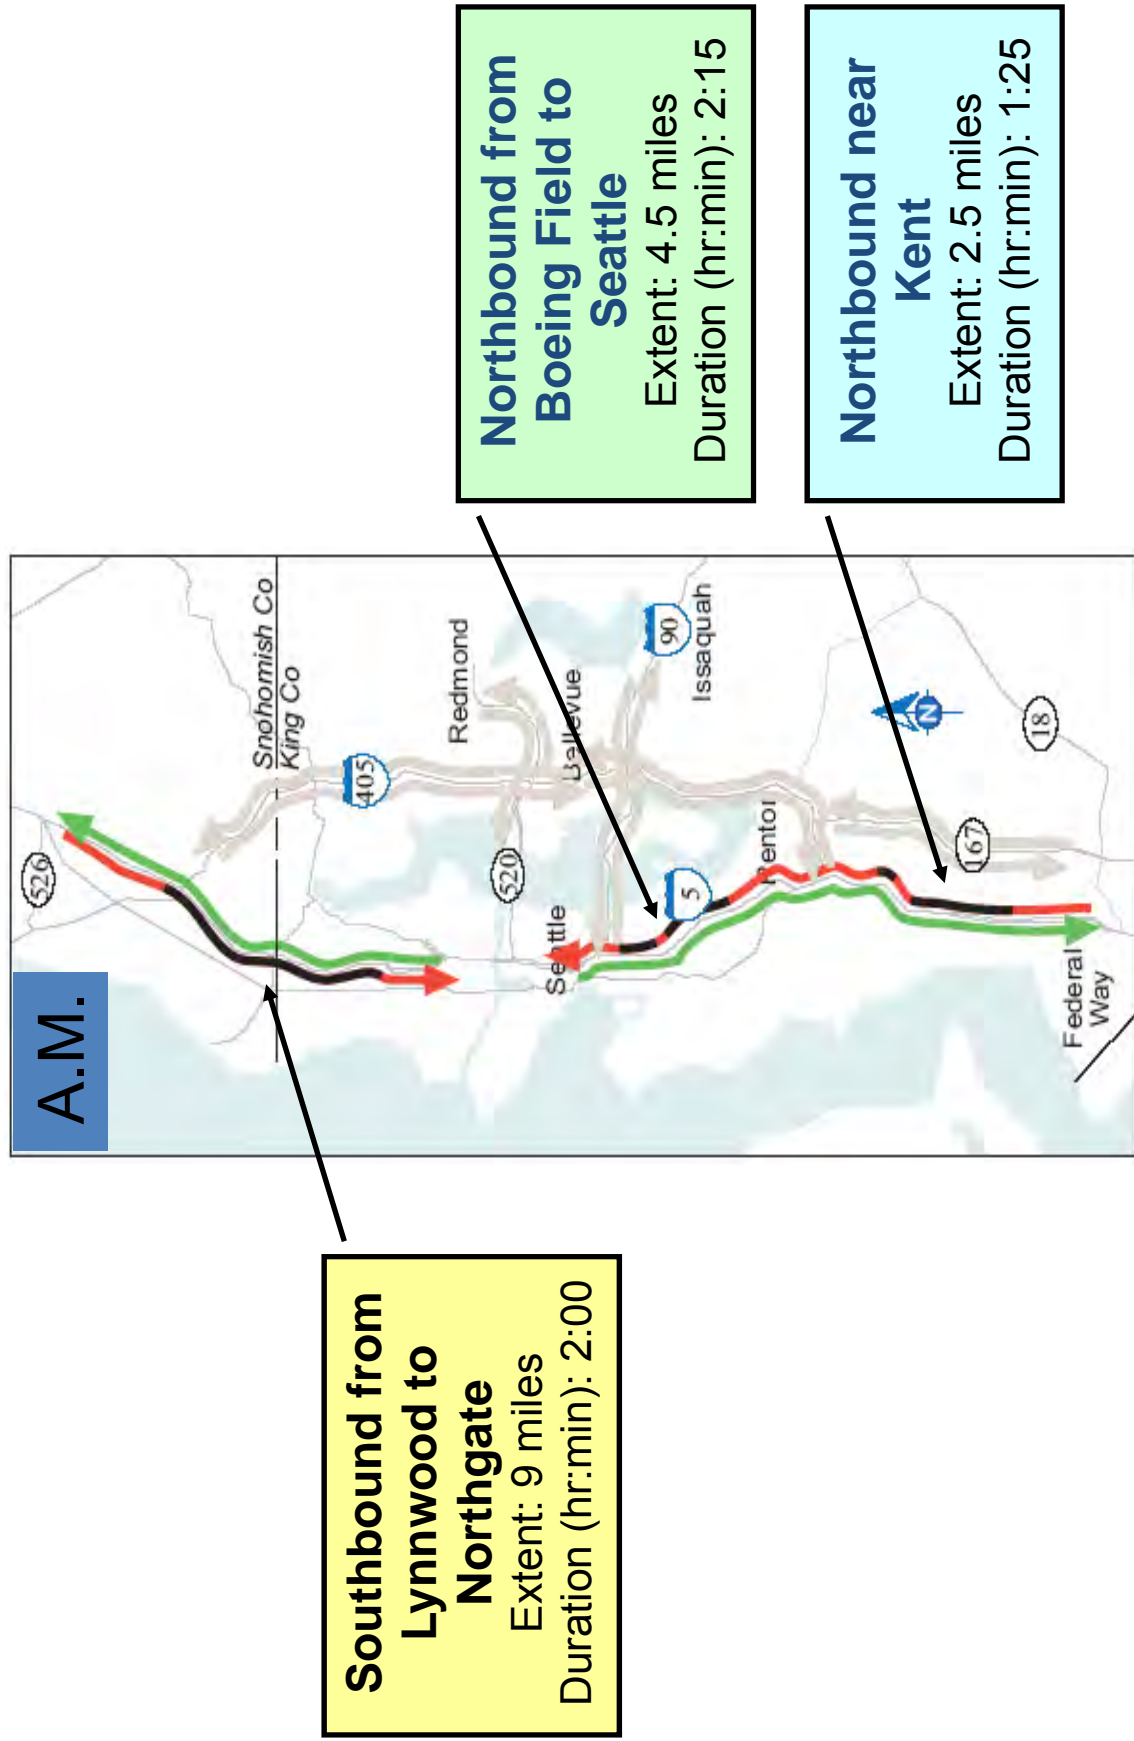 A.M.
Southbound from
Lynnwood to
Northgate
Extent: 9 miles
Duration (hr:min): 2:00
526
Snohomish Co
King Co
405
Redmond
520
Bellevue
Seattle
90
Issaquah
5
Renton
N
167
18
Federal
Way
Northbound from
Boeing Field to
Seattle
Extent: 4.5 miles
Duration (hr:min): 2:15
Northbound near
Kent
Extent: 2.5 miles
Duration (hr:min): 1:25